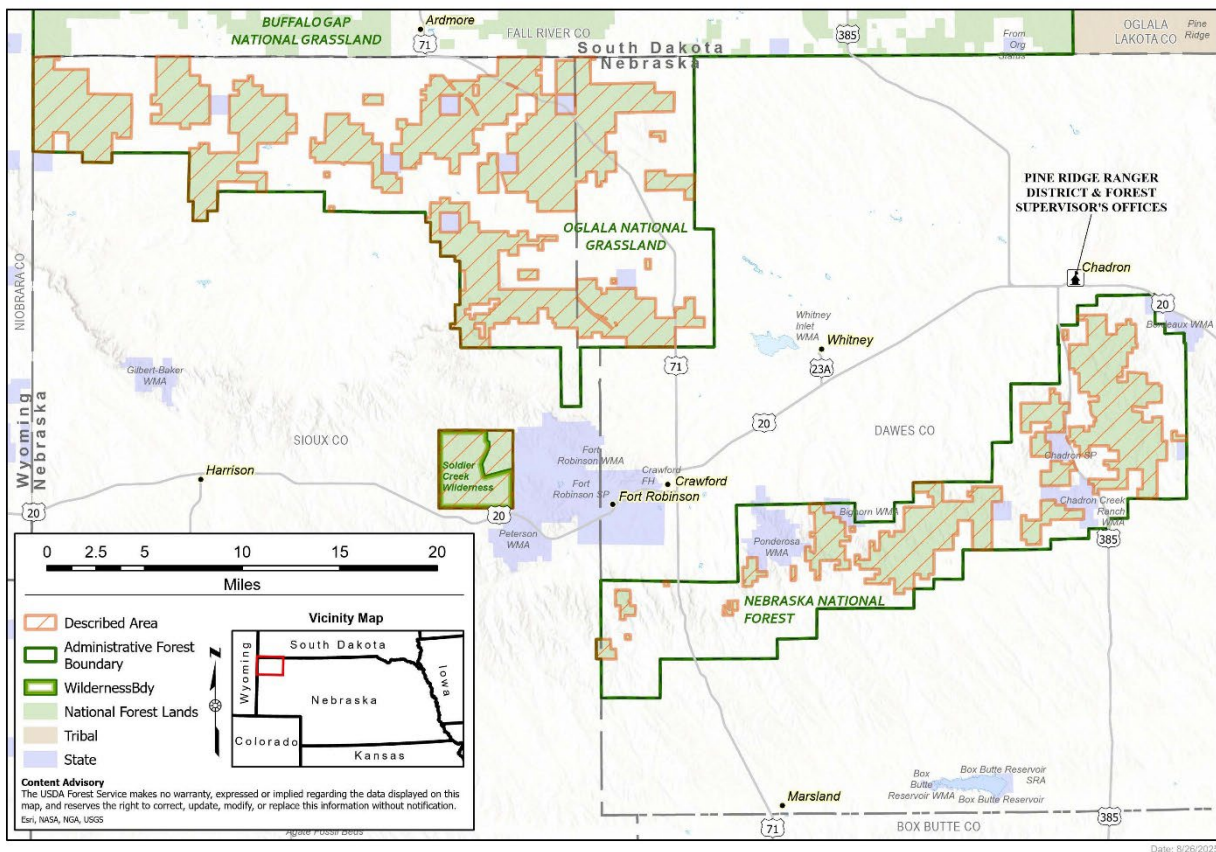 BUFFALO GAP
NATIONAL GRASSLAND
Ardmore
71
FALL RIVER CO
385
From
Org
Status
OGLALA
LAKOTA CO
Pine
Ridge
South Dakota
Nebraska
PINE RIDGE RANGER
DISTRICT & FOREST
SUPERVISOR'S OFFICES
OGLALA NATIONAL
GRASSLAND
Chadron
NIOBRARA CO
20
Bordeaux WMA
Whitney
Inlet
WMA
Whitney
23A
71
Gilbert-Baker
WMA
Wyoming
Nebraska
SIOUX CO
20
DAWES CO
Harrison
Soldier
Creek
Wilderness
Fort
Robinson WMA
Fort
Robinson SP
Crawford
FH
Crawford
Fort Robinson
Chadron SP
Chadron Creek
Ranch
WMA
20
20
Peterson
WMA
Bighorn WMA
Ponderosa
WMA
385
NEBRASKA NATIONAL
FOREST
0 2.5 5 10 15 20
Miles
Described Area
Administrative Forest
Boundary
WildernessBdy
National Forest Lands
Tribal
State
Vicinity Map
South Dakota
Wyoming
Iowa
Nebraska
Colorado
Kansas
N
Content Advisory
The USDA Forest Service makes no warranty, expressed or implied regarding the data displayed on this
map, and reserves the right to correct, update, modify, or replace this information without notification.
Esri, NASA, NGA, USGS
Agate Fossil Beds
Marsland
71
Box
Butte
Reservoir WMA
Box Butte Reservoir
SRA
Box Butte Reservoir
BOX BUTTE CO
385
Date: 8/26/2025